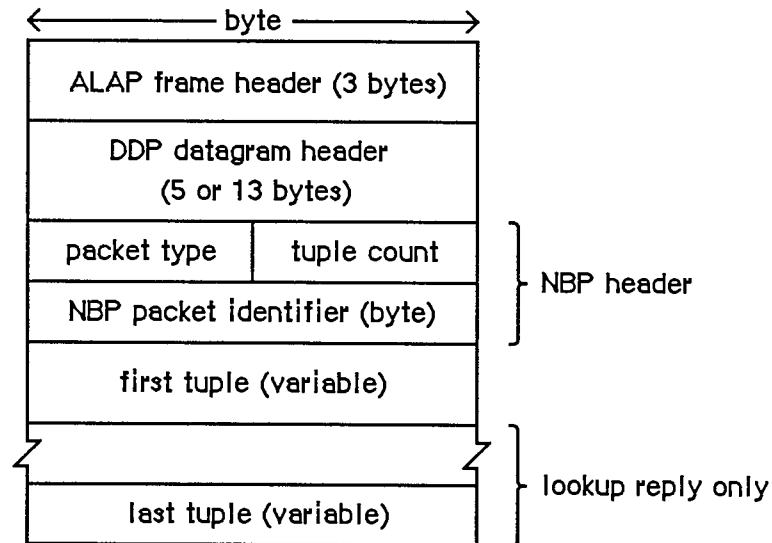 byte
ALAP frame header (3 bytes)
DDP datagram header
(5 or 13 bytes)
packet type tuple count
NBP header
NBP packet identifier (byte)
first tuple (variable)
lookup reply only
last tuple (variable)